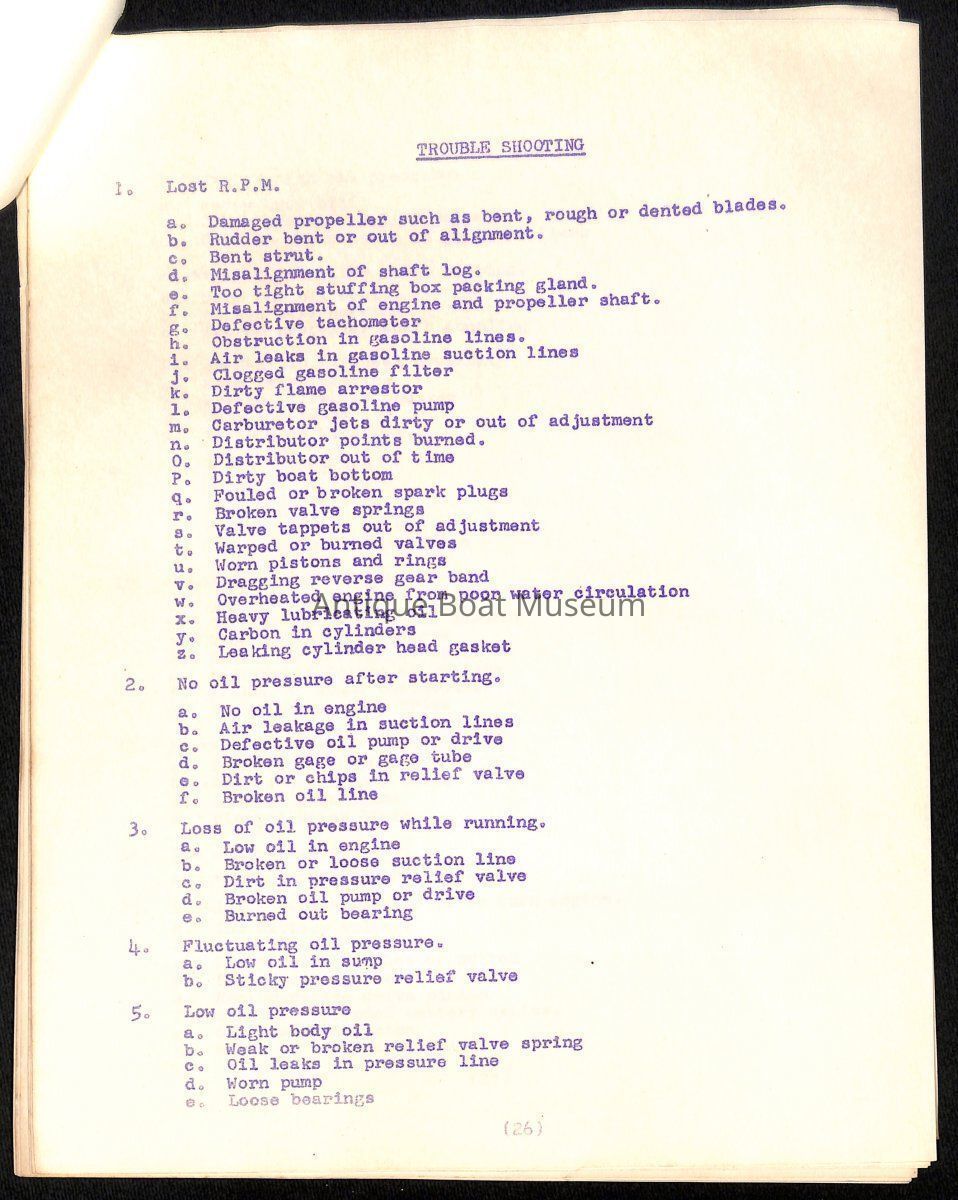 TROUBLE SHOOTING
1. Lost R.P.M.
a. Damaged propeller such as bent, rough or dented blades.
b. Rudder bent or out of alignment.
c. Bent strut.
d. Misalignment of shaft log.
e. Too tight stuffing box packing gland.
f. Misalignment of engine and propeller shaft.
g. Defective tachometer
h. Obstruction in gasoline lines.
i. Air leaks in gasoline suction lines
j. Clogged gasoline filter
k. Dirty flame arrestor
l. Defective gasoline pump
m. Carburetor jets dirty or out of adjustment
n. Distributor points burned.
O. Distributor out of time
P. Dirty boat bottom
q. Fouled or broken spark plugs
r. Broken valve springs
s. Valve tappets out of adjustment
t. Warped or burned valves
u. Worn pistons and rings
v. Dragging reverse gear band
w. Overheated engine from poor water circulation
Antique Boat Museum
x. Heavy lubricating oil
y. Carbon in cylinders
z. Leaking cylinder head gasket
2. No oil pressure after starting.
a. No oil in engine
b. Air leakage in suction lines
c. Defective oil pump or drive
d. Broken gage or gage tube
e. Dirt or chips in relief valve
f. Broken oil line
3. Loss of oil pressure while running.
a. Low oil in engine
b. Broken or loose suction line
c. Dirt in pressure relief valve
d. Broken oil pump or drive
e. Burned out bearing
4. Fluctuating oil pressure.
a. Low oil in sump
b. Sticky pressure relief valve
5. Low oil pressure
a. Light body oil
b. Weak or broken relief valve spring
c. Oil leaks in pressure line
d. Worn pump
e. Loose bearings
(26)